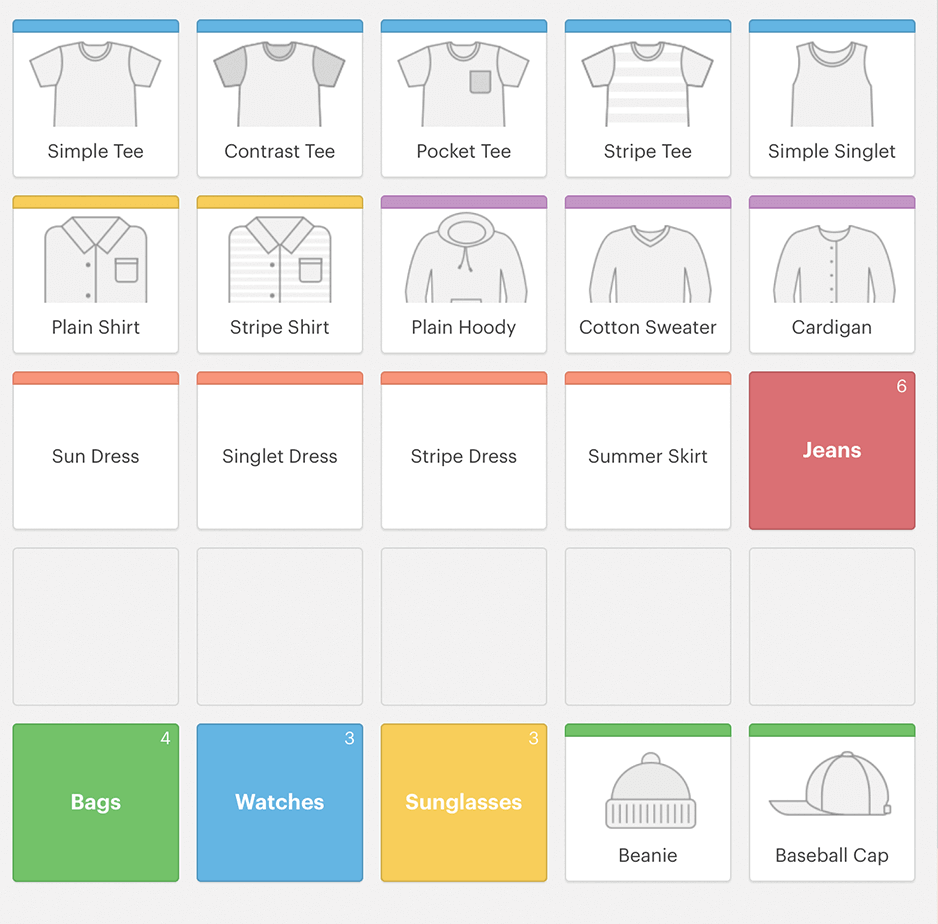 Simple Tee
Contrast Tee
Pocket Tee
Stripe Tee
Simple Singlet
Plain Shirt
Stripe Shirt
Plain Hoody
Cotton Sweater
Cardigan
Sun Dress
Singlet Dress
Stripe Dress
Summer Skirt
6
Jeans
4
Bags
3
Watches
3
Sunglasses
Beanie
Baseball Cap